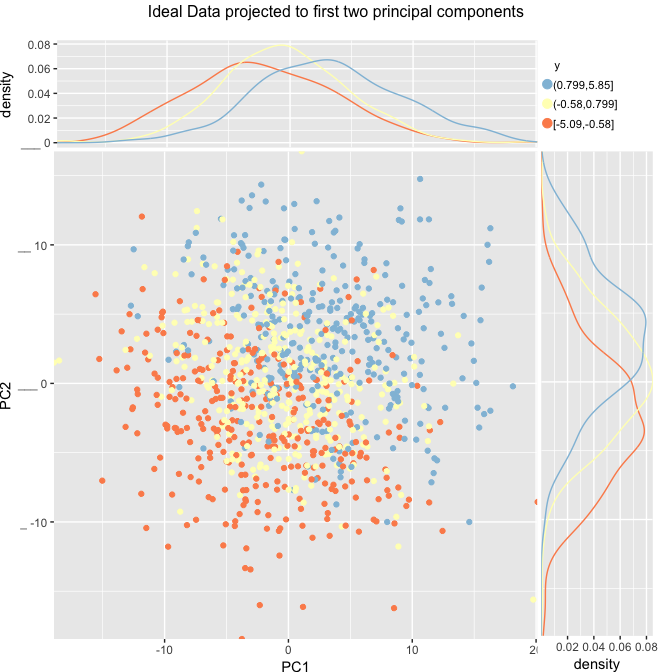 Ideal Data projected to first two principal components
0.08
0.06
0.04
0.02
0
density
y
(0.799,5.85]
(-0.58,0.799]
[-5.09,-0.58]
10
0
-10
PC2
-10
0
10
20
PC1
0.02 0.04 0.06 0.08
density